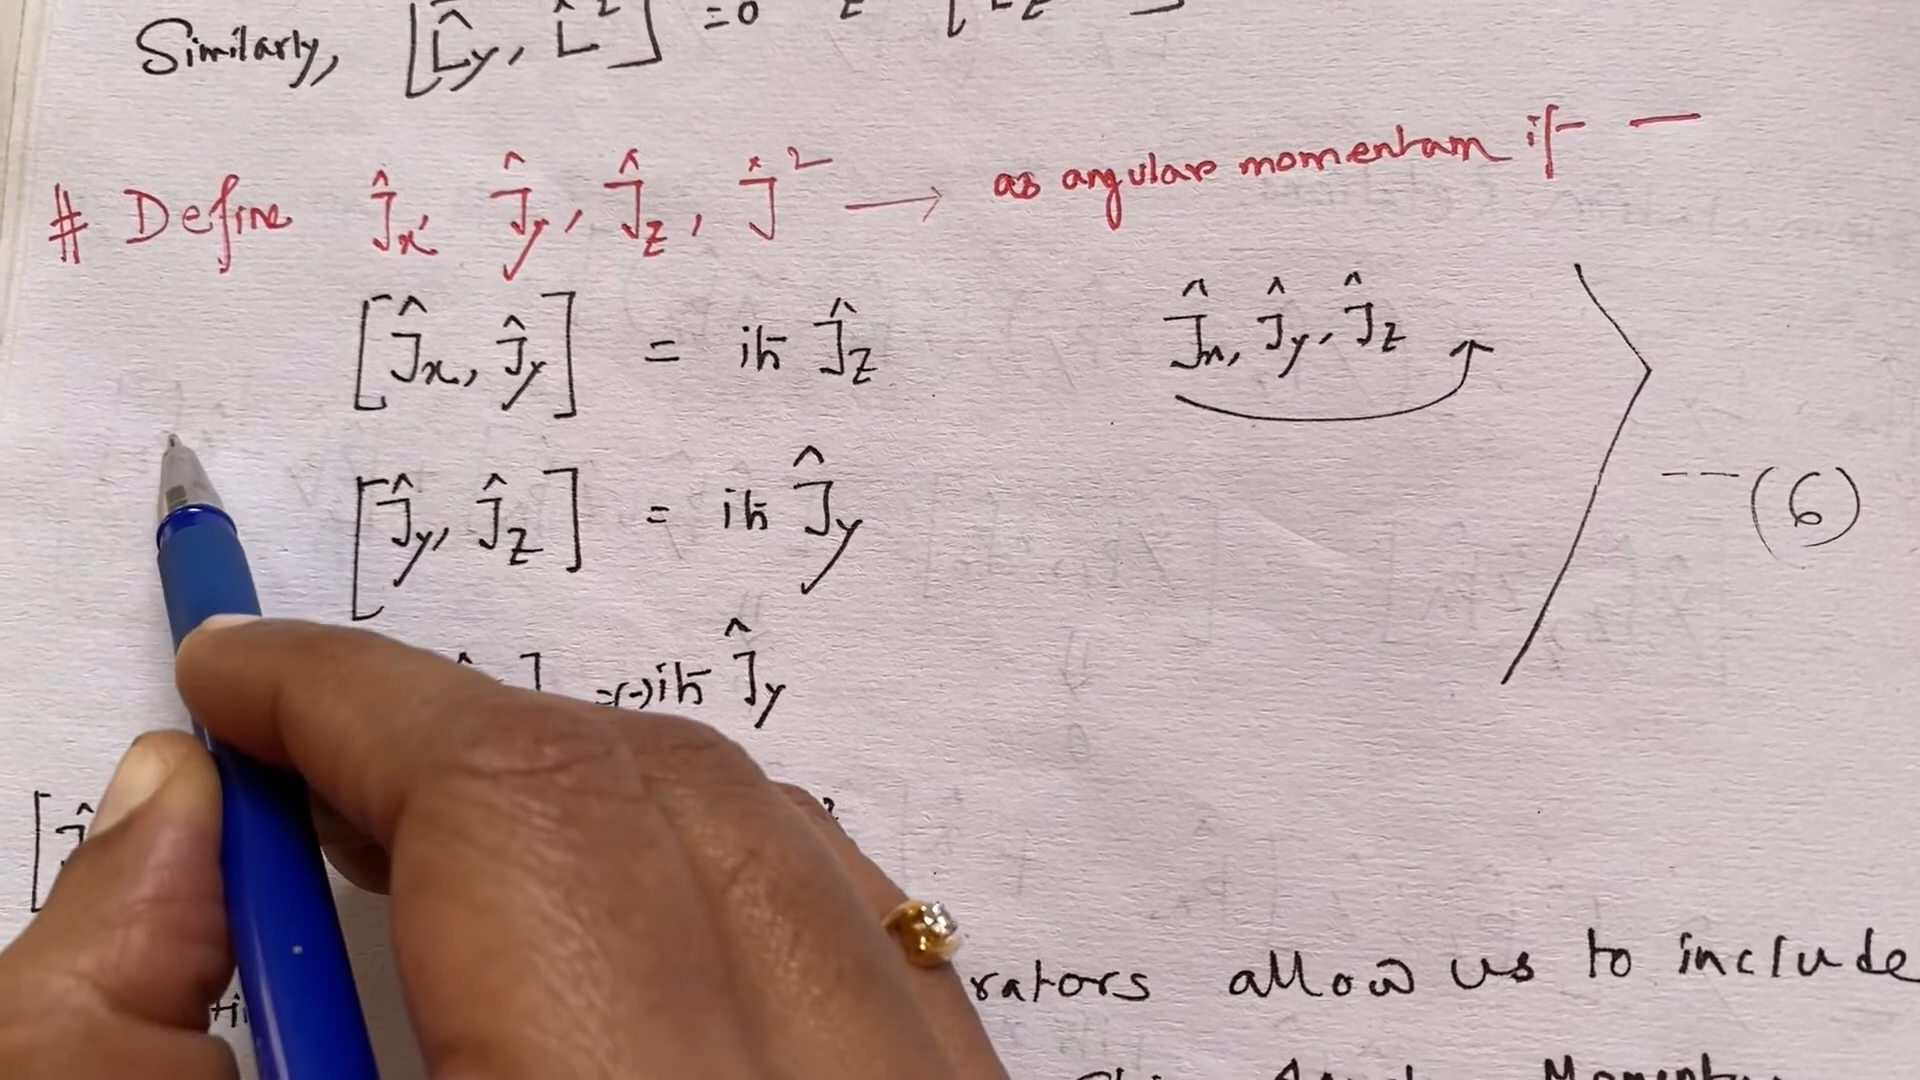 Similarly, [L̂y, L̂²] = 0
# Define Ĵx, Ĵy, Ĵz, Ĵ² → as angular momentum if —
[Ĵx, Ĵy] = iħ Ĵz
Ĵx, Ĵy, Ĵz
[Ĵy, Ĵz] = iħ Ĵy
--(6)
] =(-)iħ Ĵy
[Ĵ
rators allow us to include